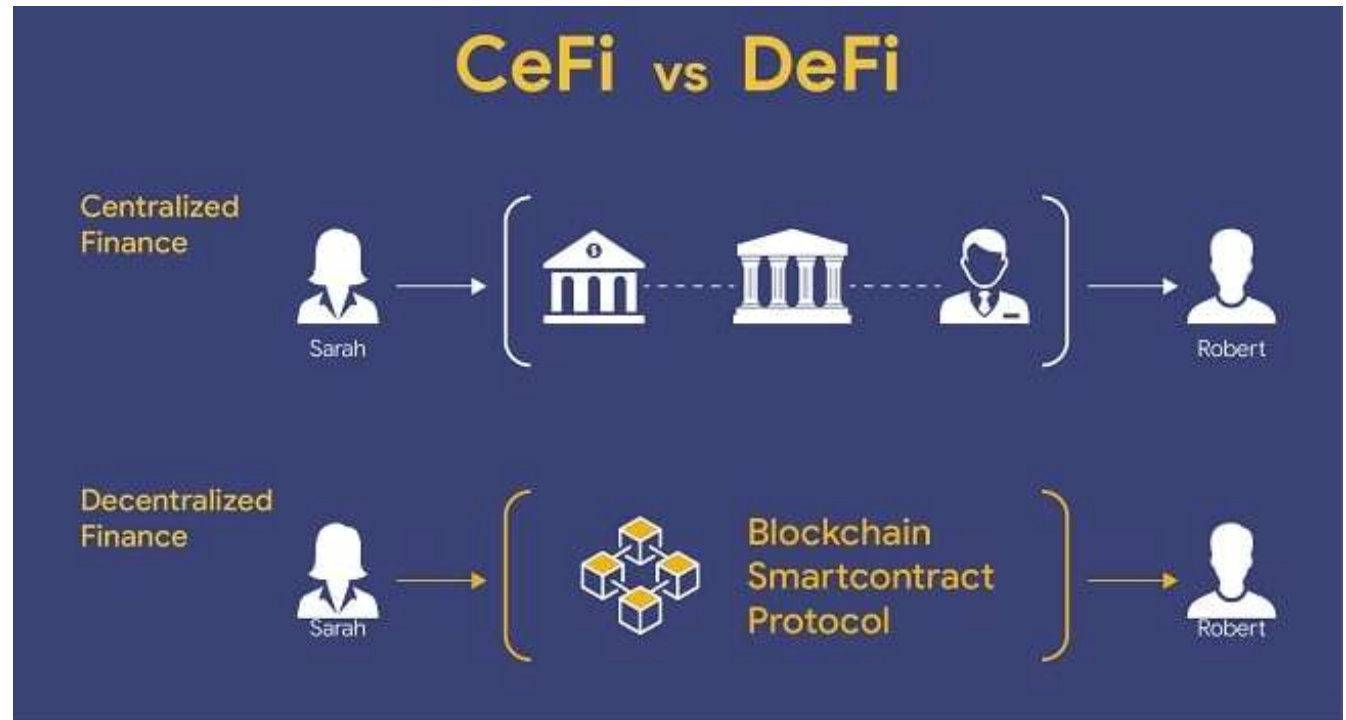 CeFi vs DeFi
Centralized
Finance
Sarah
Robert
Decentralized
Finance
Blockchain
Smartcontract
Protocol
Sarah
Robert